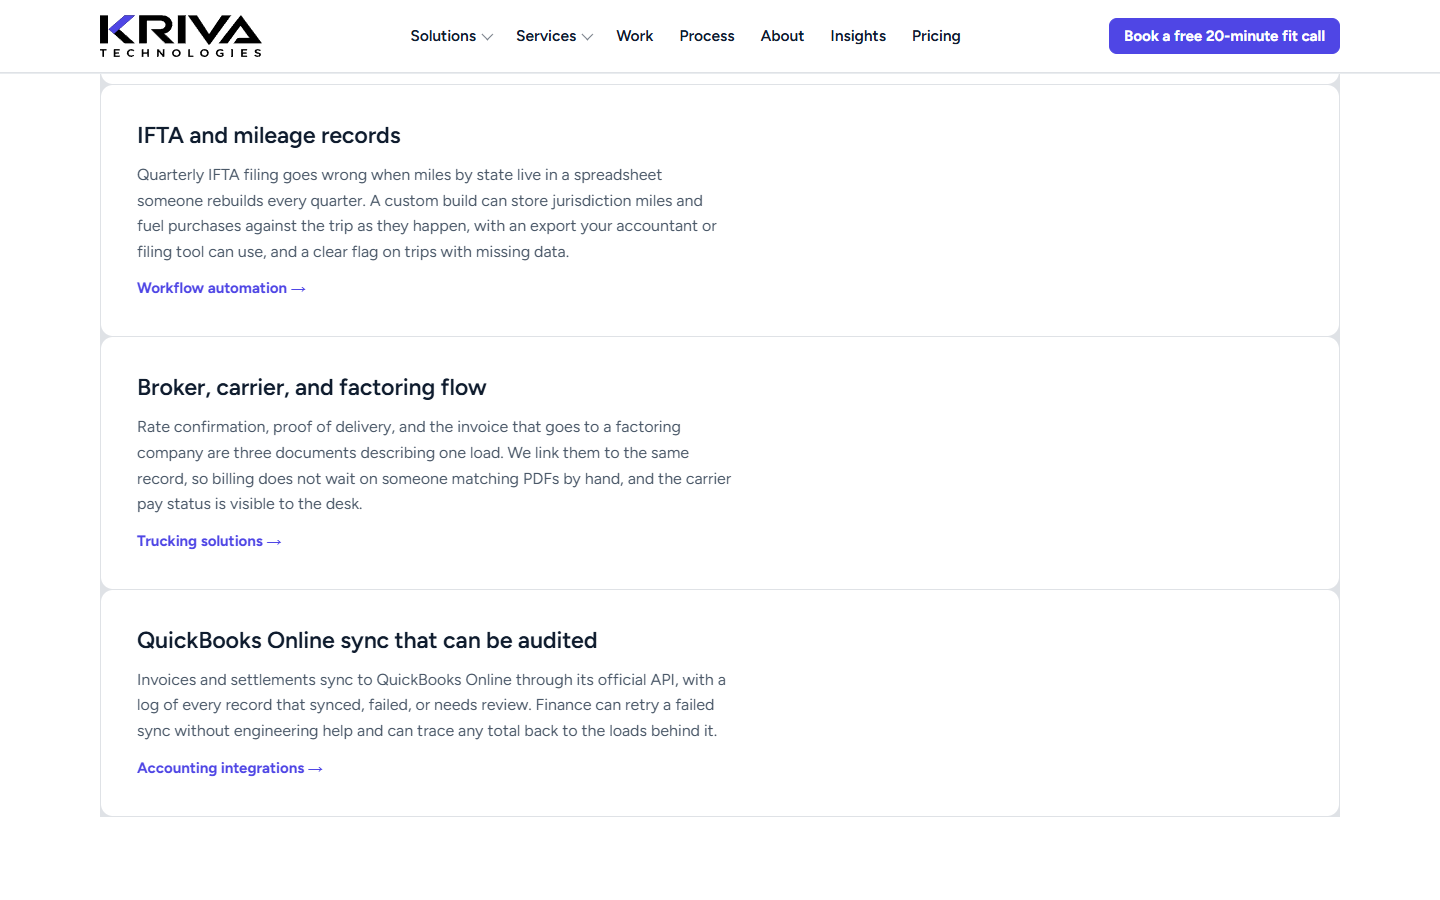 KRIVA
TECHNOLOGIES
Solutions
Services
Work
Process
About
Insights
Pricing
Book a free 20-minute fit call
IFTA and mileage records
Quarterly IFTA filing goes wrong when miles by state live in a spreadsheet
someone rebuilds every quarter. A custom build can store jurisdiction miles and
fuel purchases against the trip as they happen, with an export your accountant or
filing tool can use, and a clear flag on trips with missing data.
Workflow automation →
Broker, carrier, and factoring flow
Rate confirmation, proof of delivery, and the invoice that goes to a factoring
company are three documents describing one load. We link them to the same
record, so billing does not wait on someone matching PDFs by hand, and the carrier
pay status is visible to the desk.
Trucking solutions →
QuickBooks Online sync that can be audited
Invoices and settlements sync to QuickBooks Online through its official API, with a
log of every record that synced, failed, or needs review. Finance can retry a failed
sync without engineering help and can trace any total back to the loads behind it.
Accounting integrations →